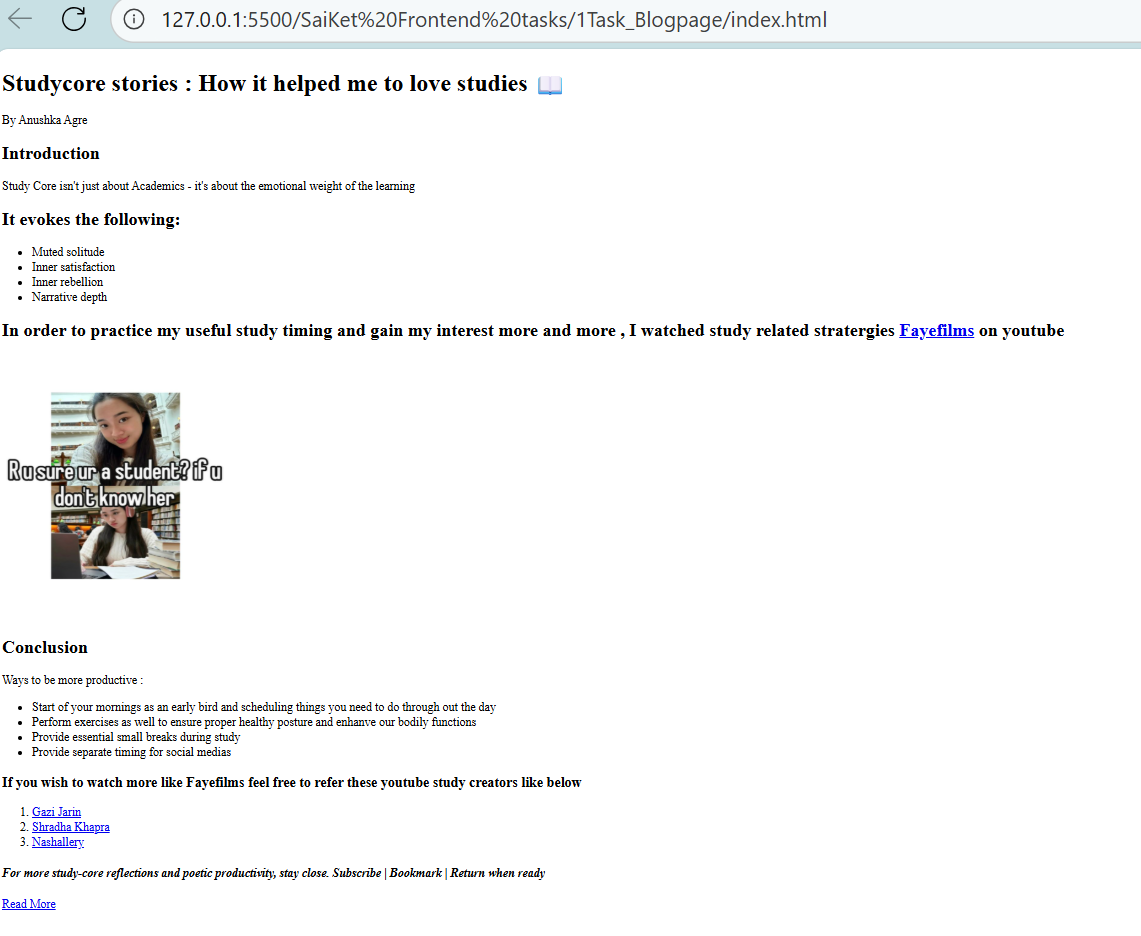 127.0.0.1:5500/SaiKet%20Frontend%20tasks/1Task_Blogpage/index.html
Studycore stories : How it helped me to love studies 📖
By Anushka Agre
Introduction
Study Core isn't just about Academics - it's about the emotional weight of the learning
It evokes the following:
• Muted solitude
• Inner satisfaction
• Inner rebellion
• Narrative depth
In order to practice my useful study timing and gain my interest more and more , I watched study related stratergies Fayefilms on youtube
R u sure ur a student? if u
don't know her
Conclusion
Ways to be more productive :
• Start of your mornings as an early bird and scheduling things you need to do through out the day
• Perform exercises as well to ensure proper healthy posture and enhanve our bodily functions
• Provide essential small breaks during study
• Provide separate timing for social medias
If you wish to watch more like Fayefilms feel free to refer these youtube study creators like below
1. Gazi Jarin
2. Shradha Khapra
3. Nashallery
For more study-core reflections and poetic productivity, stay close. Subscribe | Bookmark | Return when ready
Read More